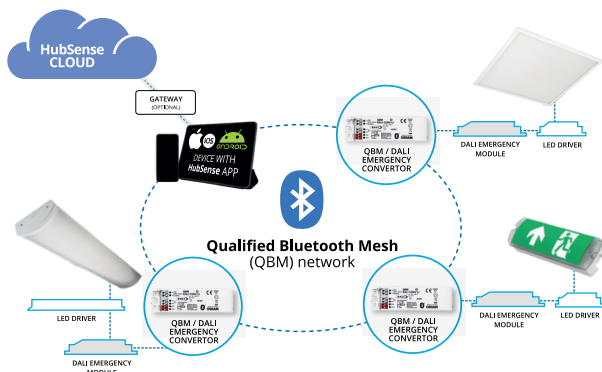 HubSense
CLOUD
GATEWAY
(OPTIONAL)
iOS
ANDROID
DEVICE WITH
HubSense APP
QBM / DALI
EMERGENCY
CONVERTOR
DALI EMERGENCY
MODULE
LED DRIVER
Qualified Bluetooth Mesh
(QBM) network
LED DRIVER
DALI EMERGENCY
MODULE
QBM / DALI
EMERGENCY
CONVERTOR
QBM / DALI
EMERGENCY
CONVERTOR
DALI EMERGENCY
MODULE
LED DRIVER